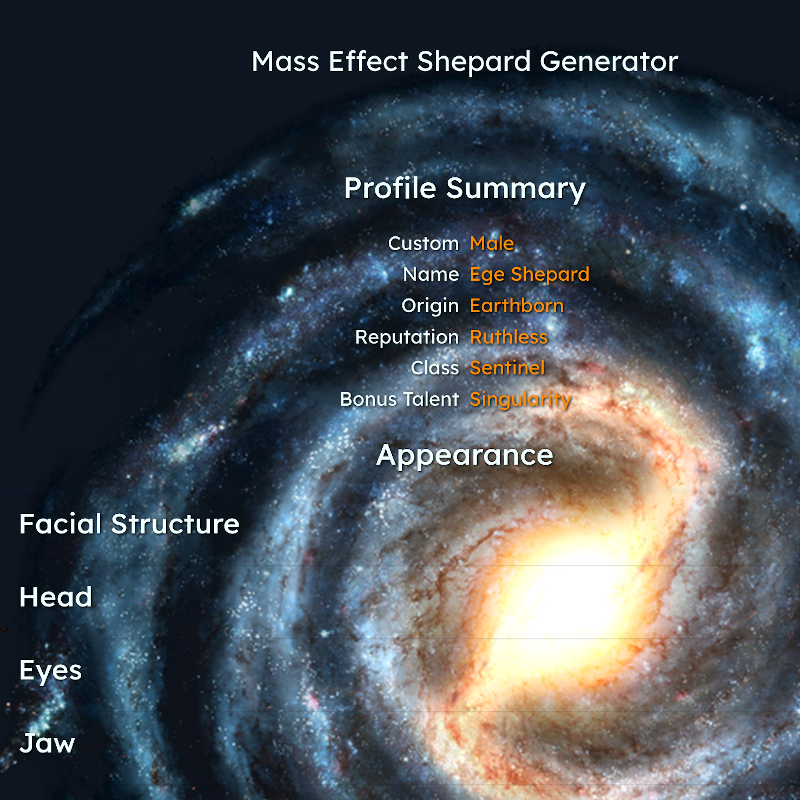 Mass Effect Shepard Generator
Profile Summary
Custom Male
Name Ege Shepard
Origin Earthborn
Reputation Ruthless
Class Sentinel
Bonus Talent Singularity
Appearance
Facial Structure
Head
Eyes
Jaw